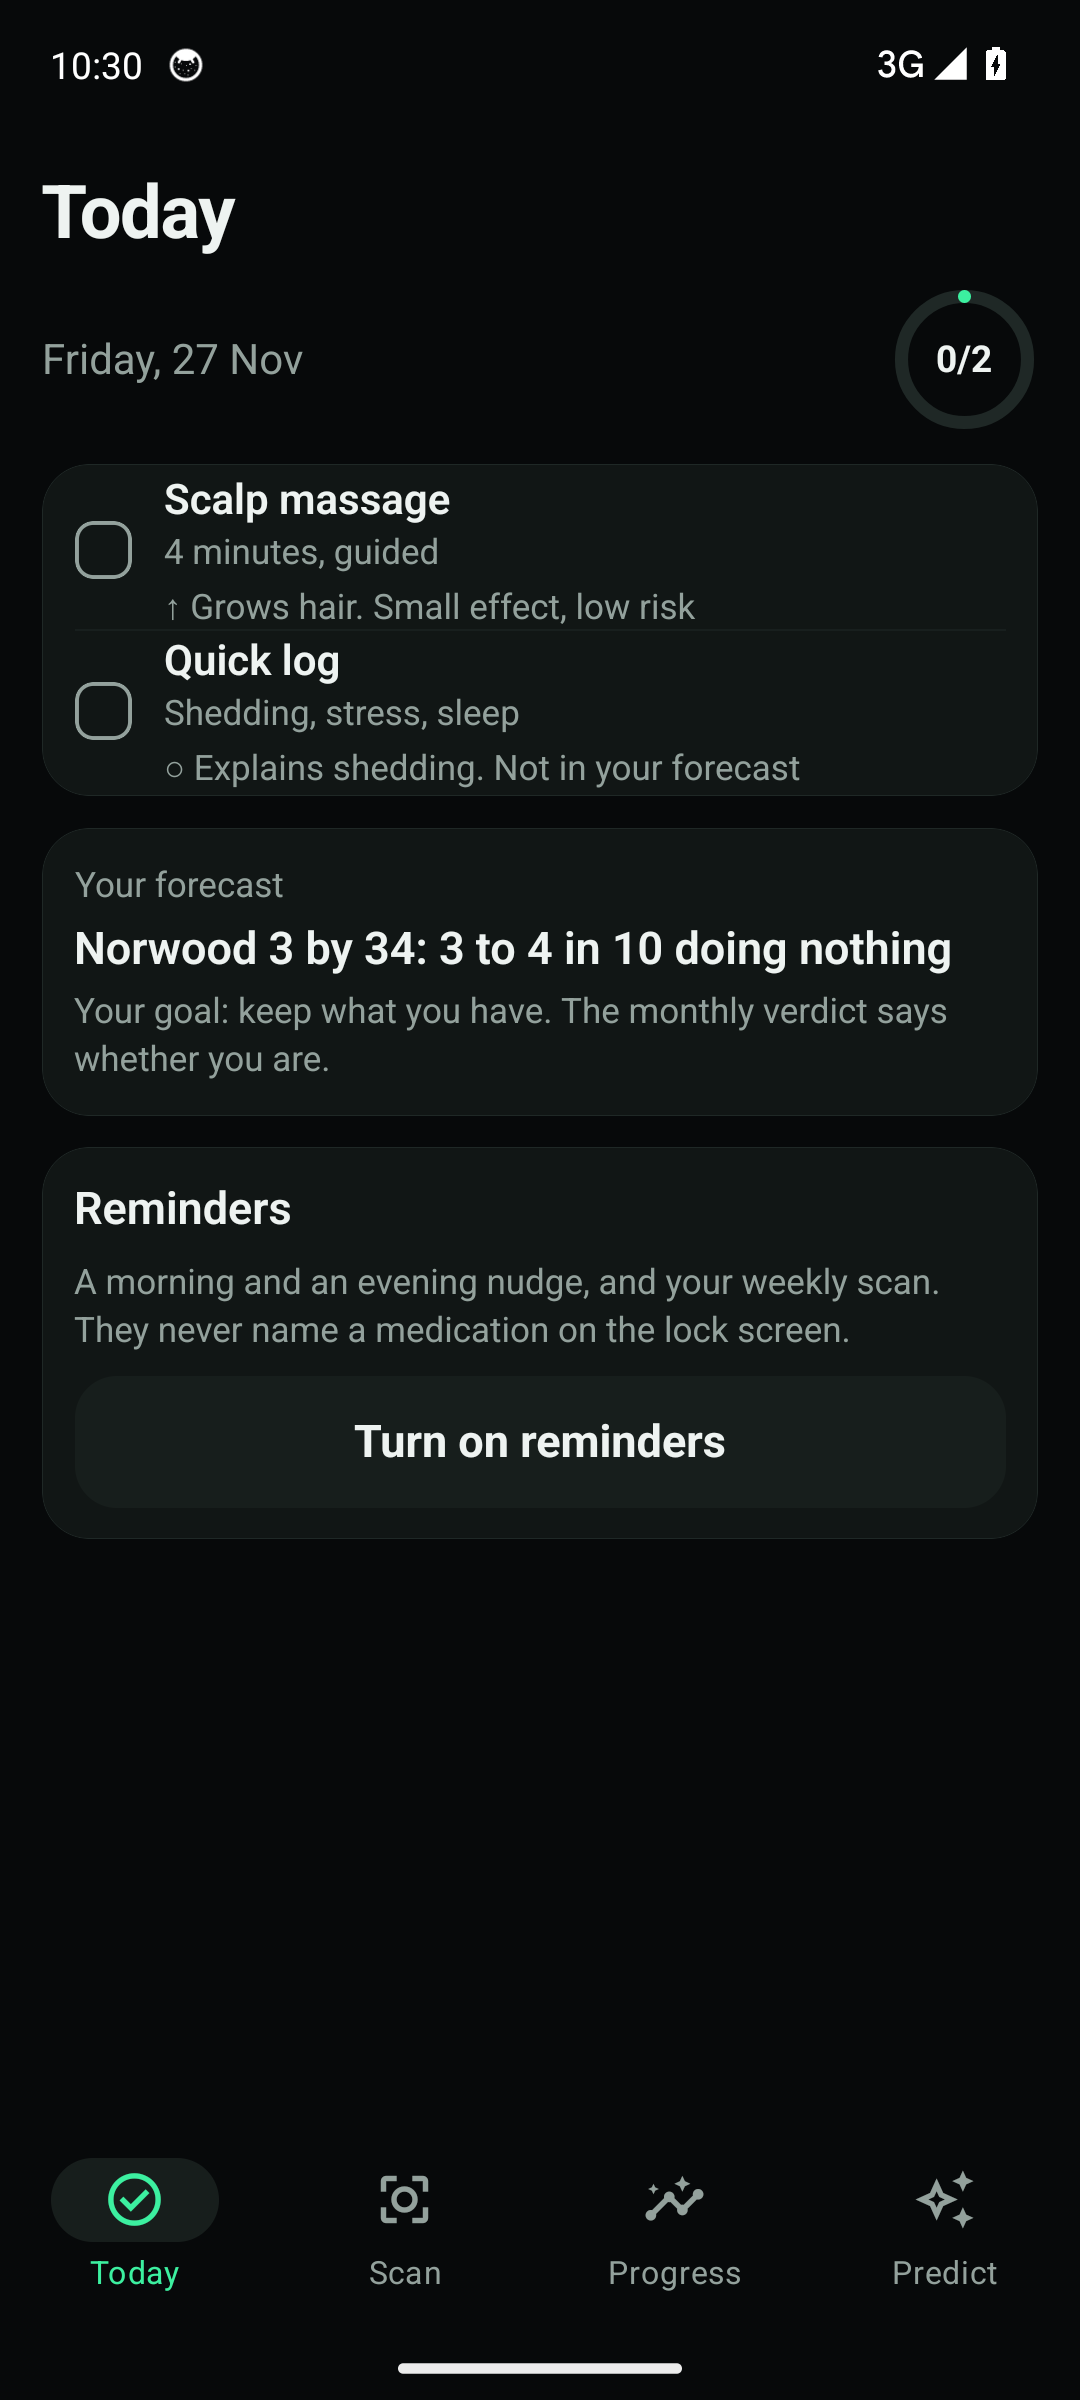 10:30
3G
Today
Friday, 27 Nov
0/2
Scalp massage
4 minutes, guided
↑ Grows hair. Small effect, low risk
Quick log
Shedding, stress, sleep
○ Explains shedding. Not in your forecast
Your forecast
Norwood 3 by 34: 3 to 4 in 10 doing nothing
Your goal: keep what you have. The monthly verdict says
whether you are.
Reminders
A morning and an evening nudge, and your weekly scan.
They never name a medication on the lock screen.
Turn on reminders
Today
Scan
Progress
Predict